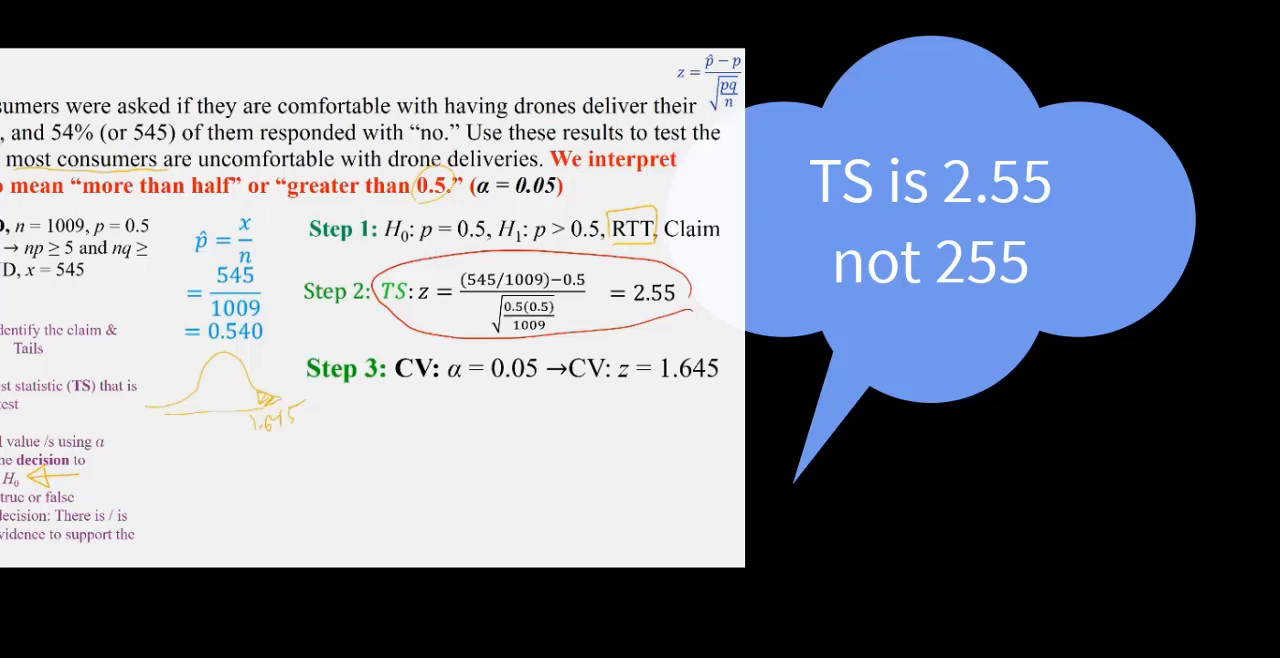 z = p̂ − p / √pq/n
sumers were asked if they are comfortable with having drones deliver their
, and 54% (or 545) of them responded with “no.” Use these results to test the
most consumers are uncomfortable with drone deliveries. We interpret
o mean “more than half” or “greater than 0.5.” (α = 0.05)
, n = 1009, p = 0.5
→ np ≥ 5 and nq ≥
D, x = 545
p̂ = x/n
= 545/1009
= 0.540
Step 1: H₀: p = 0.5, H₁: p > 0.5, RTT, Claim
Step 2: TS: z = (545/1009)−0.5 / √0.5(0.5)/1009 = 2.55
Step 3: CV: α = 0.05 →CV: z = 1.645
1.645
dentify the claim &
Tails
st statistic (TS) that is
test
l value /s using α
he decision to
H₀
true or false
decision: There is / is
vidence to support the
TS is 2.55
not 255